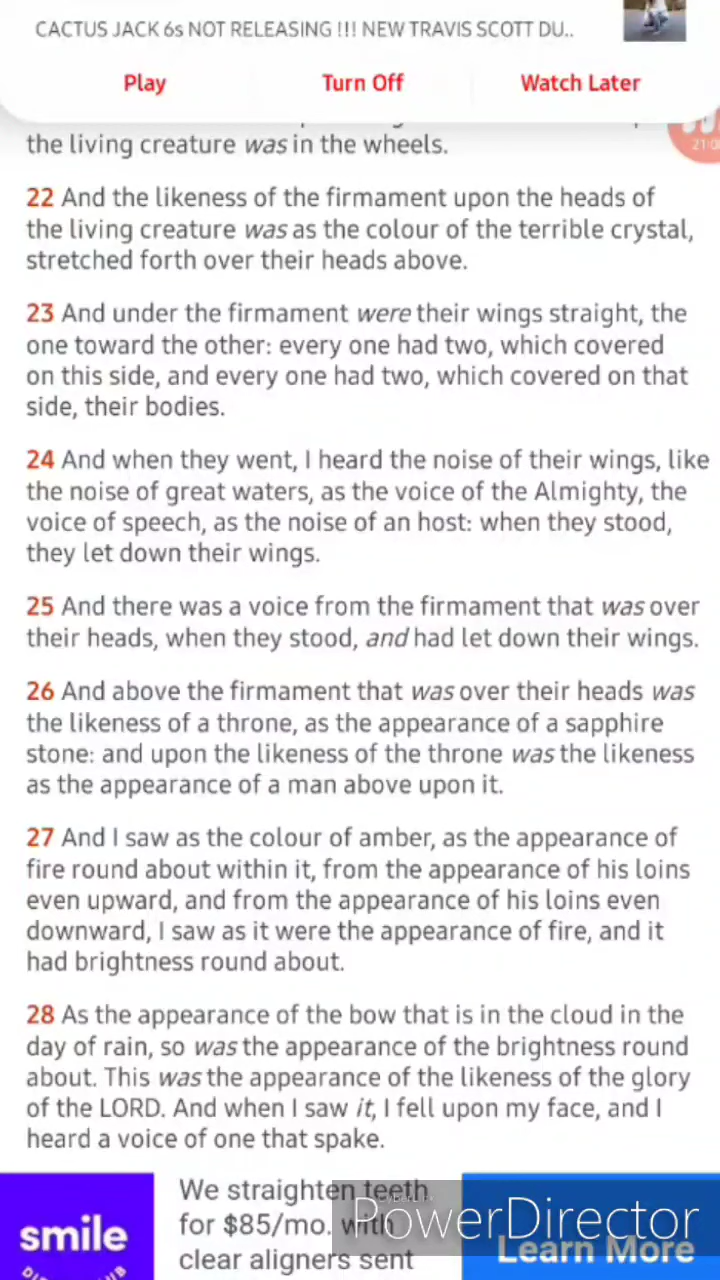 CACTUS JACK 6s NOT RELEASING !!! NEW TRAVIS SCOTT DU..
Play Turn Off Watch Later
21:0
the living creature was in the wheels.
22 And the likeness of the firmament upon the heads of
the living creature was as the colour of the terrible crystal,
stretched forth over their heads above.
23 And under the firmament were their wings straight, the
one toward the other: every one had two, which covered
on this side, and every one had two, which covered on that
side, their bodies.
24 And when they went, I heard the noise of their wings, like
the noise of great waters, as the voice of the Almighty, the
voice of speech, as the noise of an host: when they stood,
they let down their wings.
25 And there was a voice from the firmament that was over
their heads, when they stood, and had let down their wings.
26 And above the firmament that was over their heads was
the likeness of a throne, as the appearance of a sapphire
stone: and upon the likeness of the throne was the likeness
as the appearance of a man above upon it.
27 And I saw as the colour of amber, as the appearance of
fire round about within it, from the appearance of his loins
even upward, and from the appearance of his loins even
downward, I saw as it were the appearance of fire, and it
had brightness round about.
28 As the appearance of the bow that is in the cloud in the
day of rain, so was the appearance of the brightness round
about. This was the appearance of the likeness of the glory
of the LORD. And when I saw it, I fell upon my face, and I
heard a voice of one that spake.
smile
We straighten teeth
for $85/mo. with
clear aligners sent
PowerDirector
Learn More